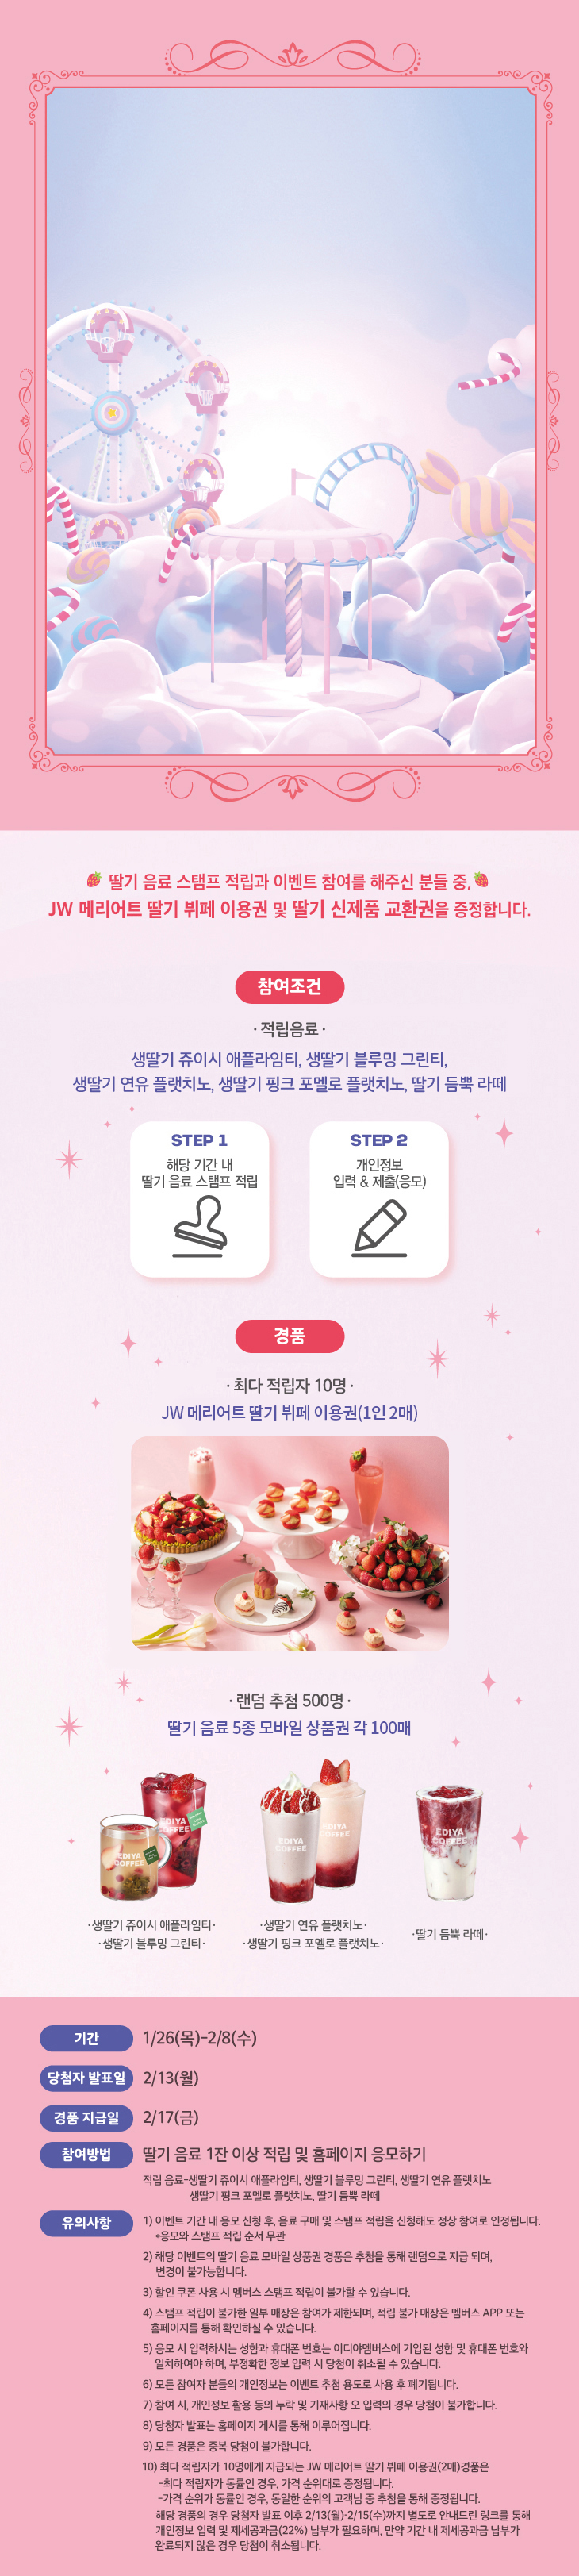 딸기 음료 스탬프 적립과 이벤트 참여를 해주신 분들 중,
JW 메리어트 딸기 뷔페 이용권 및 딸기 신제품 교환권을 증정합니다.
참여조건
· 적립음료 ·
생딸기 쥬이시 애플라임티, 생딸기 블루밍 그린티,
생딸기 연유 플랫치노, 생딸기 핑크 포멜로 플랫치노, 딸기 듬뿍 라떼
STEP 1
해당 기간 내
딸기 음료 스탬프 적립
STEP 2
개인정보
입력 & 제출(응모)
경품
· 최다 적립자 10명 ·
JW 메리어트 딸기 뷔페 이용권(1인 2매)
· 랜덤 추첨 500명 ·
딸기 음료 5종 모바일 상품권 각 100매
EDIYA
COFFEE
EDIYA
COFFEE
EDIYA
COFFEE
EDIYA
COFFEE
EDIYA
COFFEE
·생딸기 쥬이시 애플라임티·
·생딸기 블루밍 그린티·
·생딸기 연유 플랫치노·
·생딸기 핑크 포멜로 플랫치노·
·딸기 듬뿍 라떼·
기간 1/26(목)-2/8(수)
당첨자 발표일 2/13(월)
경품 지급일 2/17(금)
참여방법 딸기 음료 1잔 이상 적립 및 홈페이지 응모하기
적립 음료-생딸기 쥬이시 애플라임티, 생딸기 블루밍 그린티, 생딸기 연유 플랫치노
생딸기 핑크 포멜로 플랫치노, 딸기 듬뿍 라떼
유의사항 1) 이벤트 기간 내 응모 신청 후, 음료 구매 및 스탬프 적립을 신청해도 정상 참여로 인정됩니다.
*응모와 스탬프 적립 순서 무관
2) 해당 이벤트의 딸기 음료 모바일 상품권 경품은 추첨을 통해 랜덤으로 지급 되며,
변경이 불가능합니다.
3) 할인 쿠폰 사용 시 멤버스 스탬프 적립이 불가할 수 있습니다.
4) 스탬프 적립이 불가한 일부 매장은 참여가 제한되며, 적립 불가 매장은 멤버스 APP 또는
홈페이지를 통해 확인하실 수 있습니다.
5) 응모 시 입력하시는 성함과 휴대폰 번호는 이디야멤버스에 가입된 성함 및 휴대폰 번호와
일치하여야 하며, 부정확한 정보 입력 시 당첨이 취소될 수 있습니다.
6) 모든 참여자 분들의 개인정보는 이벤트 추첨 용도로 사용 후 폐기됩니다.
7) 참여 시, 개인정보 활용 동의 누락 및 기재사항 오 입력의 경우 당첨이 불가합니다.
8) 당첨자 발표는 홈페이지 게시를 통해 이루어집니다.
9) 모든 경품은 중복 당첨이 불가합니다.
10) 최다 적립자가 10명에게 지급되는 JW 메리어트 딸기 뷔페 이용권(2매)경품은
-최다 적립자가 동률인 경우, 가격 순위대로 증정됩니다.
-가격 순위가 동률인 경우, 동일한 순위의 고객님 중 추첨을 통해 증정됩니다.
해당 경품의 경우 당첨자 발표 이후 2/13(월)-2/15(수)까지 별도로 안내드린 링크를 통해
개인정보 입력 및 제세공과금(22%) 납부가 필요하며, 만약 기간 내 제세공과금 납부가
완료되지 않은 경우 당첨이 취소됩니다.